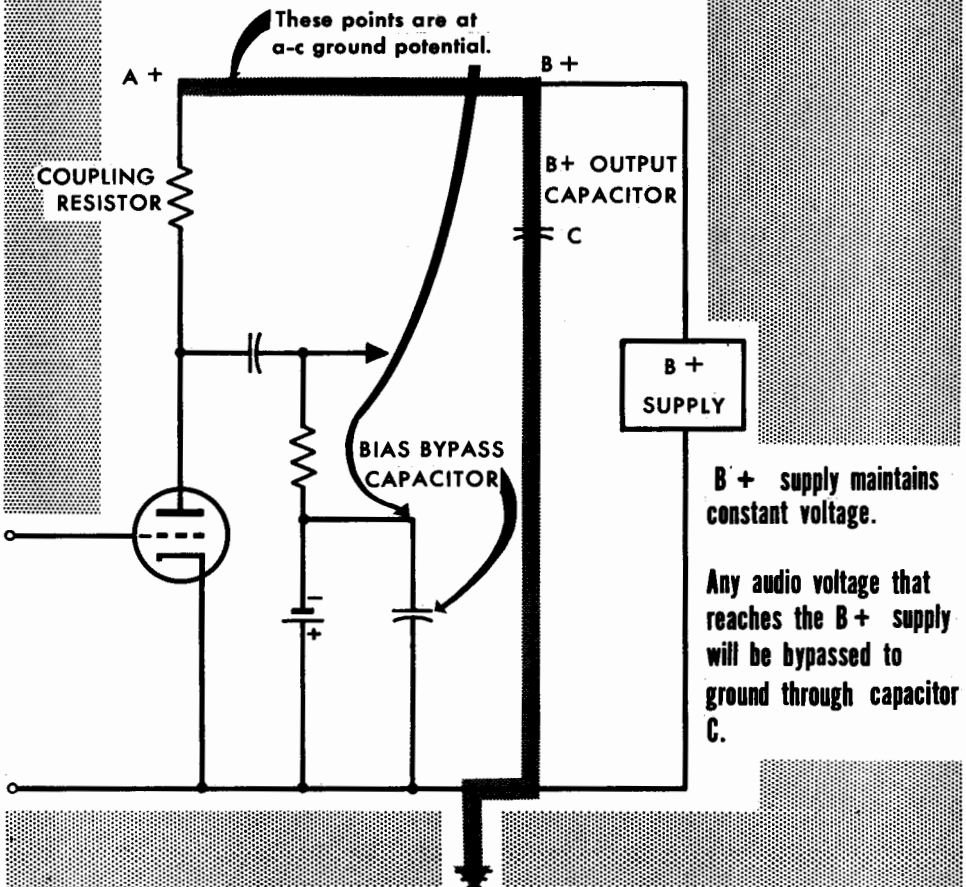 These points are at
a-c ground potential.
A +
B +
COUPLING
RESISTOR
B+ OUTPUT
CAPACITOR
C
B +
SUPPLY
BIAS BYPASS
CAPACITOR
-
+
B + supply maintains
constant voltage.
Any audio voltage that
reaches the B + supply
will be bypassed to
ground through capacitor
C.